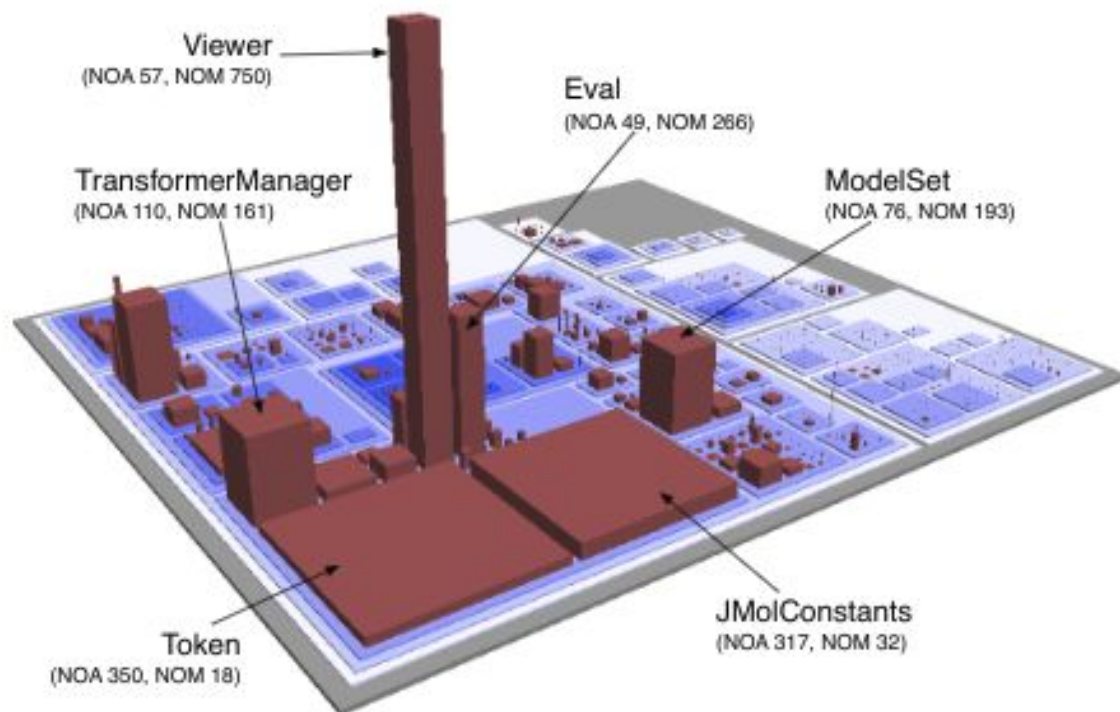 Viewer
(NOA 57, NOM 750)
Eval
(NOA 49, NOM 266)
TransformerManager
(NOA 110, NOM 161)
ModelSet
(NOA 76, NOM 193)
JMolConstants
(NOA 317, NOM 32)
Token
(NOA 350, NOM 18)